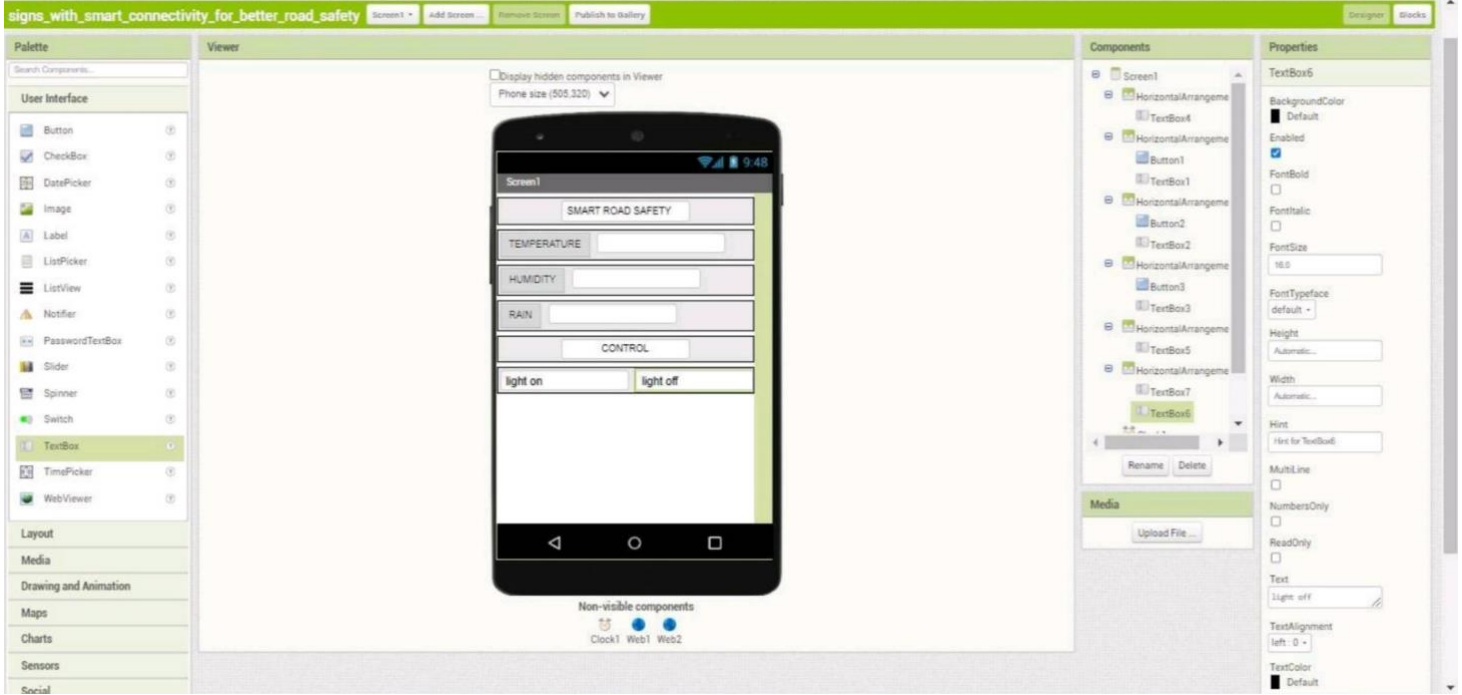 signs_with_smart_connectivity_for_better_road_safety Screen1 Add Screen ... Remove Screen Publish to Gallery Designer Blocks
Palette
Search Components...
User Interface
Button
CheckBox
DatePicker
Image
Label
ListPicker
ListView
Notifier
PasswordTextBox
Slider
Spinner
Switch
TextBox
TimePicker
WebViewer
Layout
Media
Drawing and Animation
Maps
Charts
Sensors
Social
Viewer
Display hidden components in Viewer
Phone size (505,320)
9:48
Screen1
SMART ROAD SAFETY
TEMPERATURE
HUMIDITY
RAIN
CONTROL
light on light off
Non-visible components
Clock1 Web1 Web2
Components
Screen1
HorizontalArrangeme
TextBox4
HorizontalArrangeme
Button1
TextBox1
HorizontalArrangeme
Button2
TextBox2
HorizontalArrangeme
Button3
TextBox3
HorizontalArrangeme
TextBox5
HorizontalArrangeme
TextBox7
TextBox6
Rename Delete
Media
Upload File ...
Properties
TextBox6
BackgroundColor
Default
Enabled
FontBold
FontItalic
FontSize
16.0
FontTypeface
default
Height
Automatic...
Width
Automatic...
Hint
Hint for TextBox6
MultiLine
NumbersOnly
ReadOnly
Text
light off
TextAlignment
left : 0
TextColor
Default